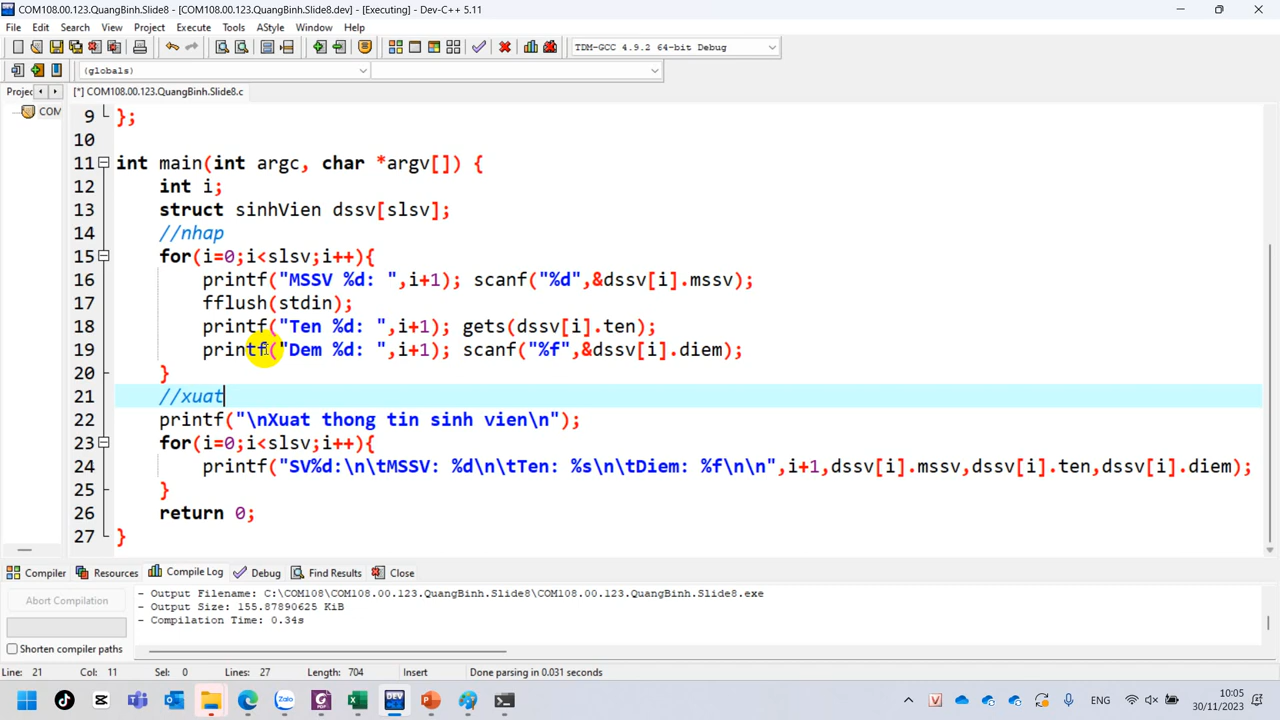 COM108.00.123.QuangBinh.Slide8 - [COM108.00.123.QuangBinh.Slide8.dev] - [Executing] - Dev-C++ 5.11
File Edit Search View Project Execute Tools AStyle Window Help
TDM-GCC 4.9.2 64-bit Debug
(globals)
Projec [*] COM108.00.123.QuangBinh.Slide8.c
COM
9 };
10
11 int main(int argc, char *argv[]) {
12 int i;
13 struct sinhVien dssv[slsv];
14 //nhap
15 for(i=0;i<slsv;i++){
16 printf("MSSV %d: ",i+1); scanf("%d",&dssv[i].mssv);
17 fflush(stdin);
18 printf("Ten %d: ",i+1); gets(dssv[i].ten);
19 printf("Dem %d: ",i+1); scanf("%f",&dssv[i].diem);
20 }
21 //xuat
22 printf("\nXuat thong tin sinh vien\n");
23 for(i=0;i<slsv;i++){
24 printf("SV%d:\n\tMSSV: %d\n\tTen: %s\n\tDiem: %f\n\n",i+1,dssv[i].mssv,dssv[i].ten,dssv[i].diem);
25 }
26 return 0;
27 }
Compiler Resources Compile Log Debug Find Results Close
Abort Compilation
- Output Filename: C:\COM108\COM108.00.123.QuangBinh.Slide8\COM108.00.123.QuangBinh.Slide8.exe
- Output Size: 155.87890625 KiB
- Compilation Time: 0.34s
Shorten compiler paths
Line: 21 Col: 11 Sel: 0 Lines: 27 Length: 704 Insert Done parsing in 0.031 seconds
ENG
10:05
30/11/2023